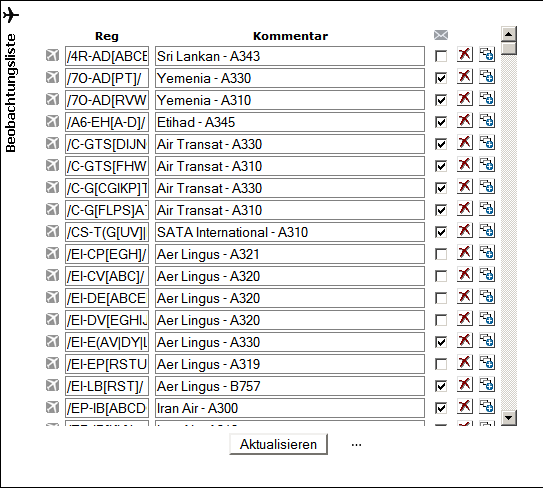 Beobachtungsliste
Reg Kommentar
/4R-AD[ABCE Sri Lankan - A343
/7O-AD[PT]/ Yemenia - A330
/7O-AD[RVW Yemenia - A310
/A6-EH[A-D]/ Etihad - A345
/C-GTS[DIJN Air Transat - A330
/C-GTS[FHW Air Transat - A310
/C-G[CGIKP]T Air Transat - A330
/C-G[FLPS]A Air Transat - A310
/CS-T(G[UV]| SATA International - A310
/EI-CP[EGH]/ Aer Lingus - A321
/EI-CV[ABC]/ Aer Lingus - A320
/EI-DE[ABCE Aer Lingus - A320
/EI-DV[EGHIJ Aer Lingus - A320
/EI-E(AV|DY|L Aer Lingus - A330
/EI-EP[RSTU Aer Lingus - A319
/EI-LB[RST]/ Aer Lingus - B757
/EP-IB[ABCD Iran Air - A300
Aktualisieren ...